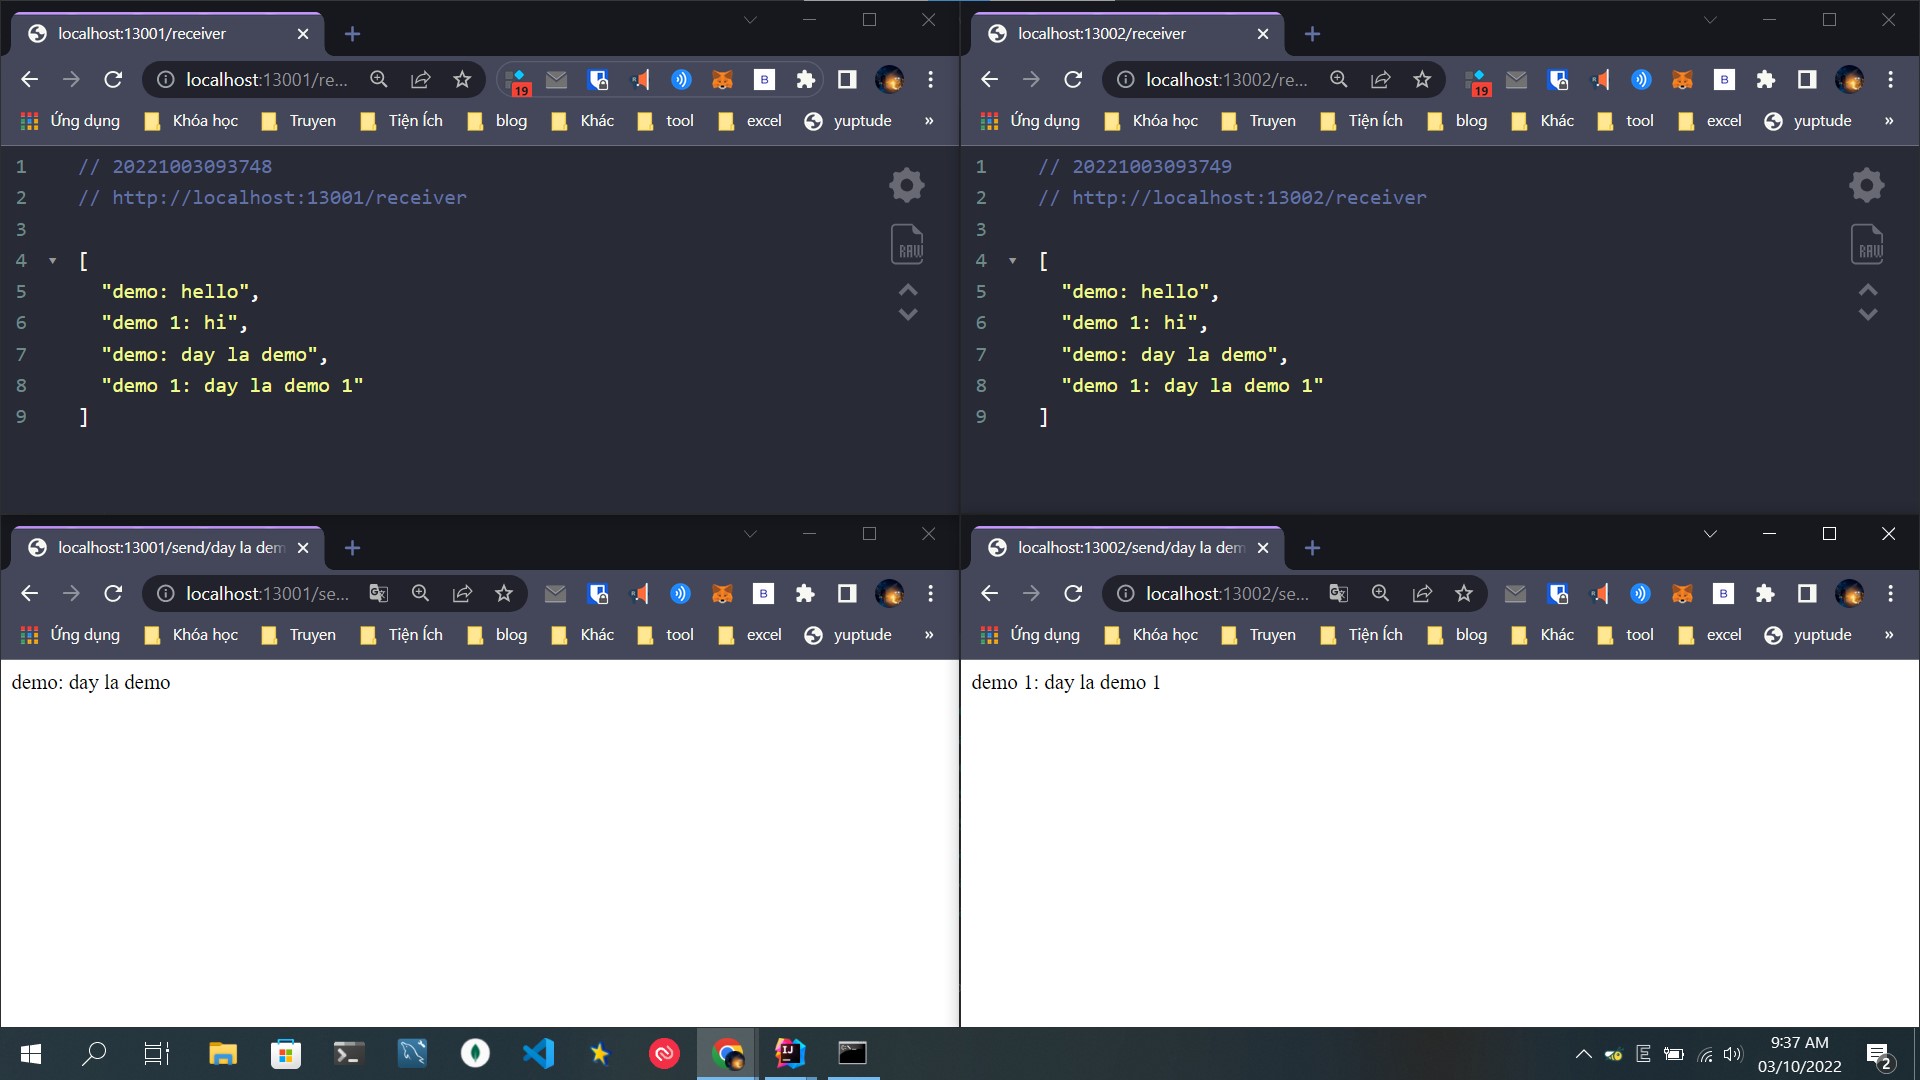 localhost:13001/receiver
localhost:13001/re...
19
B
Ứng dụng Khóa học Truyen Tiện Ích blog Khác tool excel yuptude »
1 // 20221003093748
2 // http://localhost:13001/receiver
3
4 [
RAW
5 "demo: hello",
6 "demo 1: hi",
7 "demo: day la demo",
8 "demo 1: day la demo 1"
9 ]
localhost:13002/receiver
localhost:13002/re...
19
B
Ứng dụng Khóa học Truyen Tiện Ích blog Khác tool excel yuptude »
1 // 20221003093749
2 // http://localhost:13002/receiver
3
4 [
RAW
5 "demo: hello",
6 "demo 1: hi",
7 "demo: day la demo",
8 "demo 1: day la demo 1"
9 ]
localhost:13001/send/day la dem
localhost:13001/se...
B
Ứng dụng Khóa học Truyen Tiện Ích blog Khác tool excel yuptude »
demo: day la demo
localhost:13002/send/day la dem
localhost:13002/se...
B
Ứng dụng Khóa học Truyen Tiện Ích blog Khác tool excel yuptude »
demo 1: day la demo 1
IJ
E
9:37 AM
03/10/2022
2